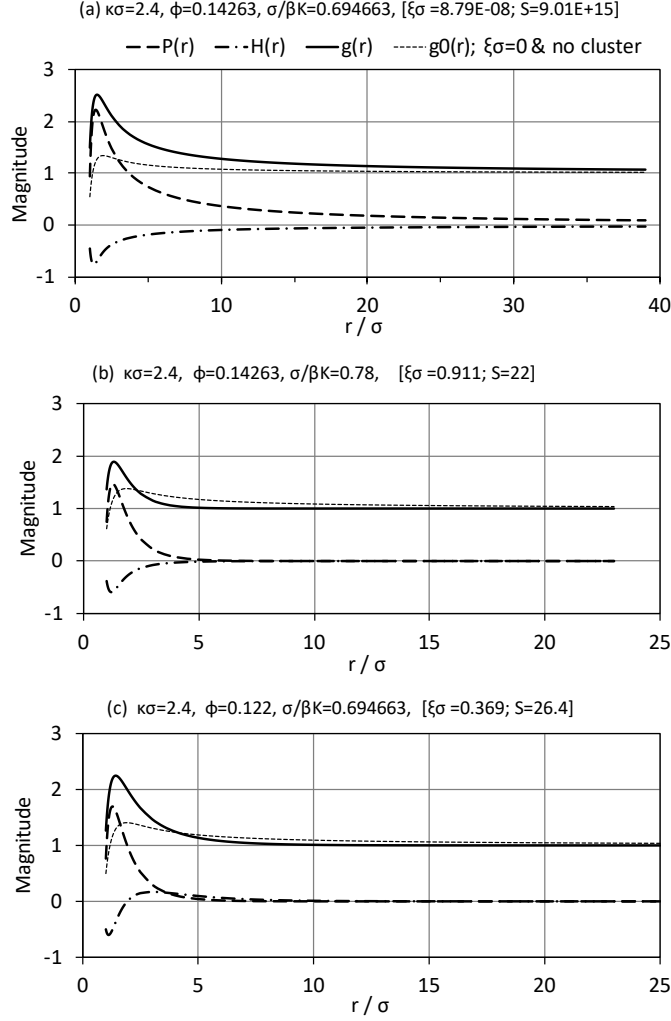 (a) κσ=2.4, ϕ=0.14263, σ/βK=0.694663, [ξσ=8.79E-08; S=9.01E+15]
P(r) H(r) g(r) g0(r); ξσ=0 & no cluster
3
2
1
0
-1
Magnitude
0 10 20 30 40
r / σ
(b) κσ=2.4, ϕ=0.14263, σ/βK=0.78, [ξσ =0.911; S=22]
3
2
1
0
-1
Magnitude
0 5 10 15 20 25
r / σ
(c) κσ=2.4, ϕ=0.122, σ/βK=0.694663, [ξσ =0.369; S=26.4]
3
2
1
0
-1
Magnitude
0 5 10 15 20 25
r / σ